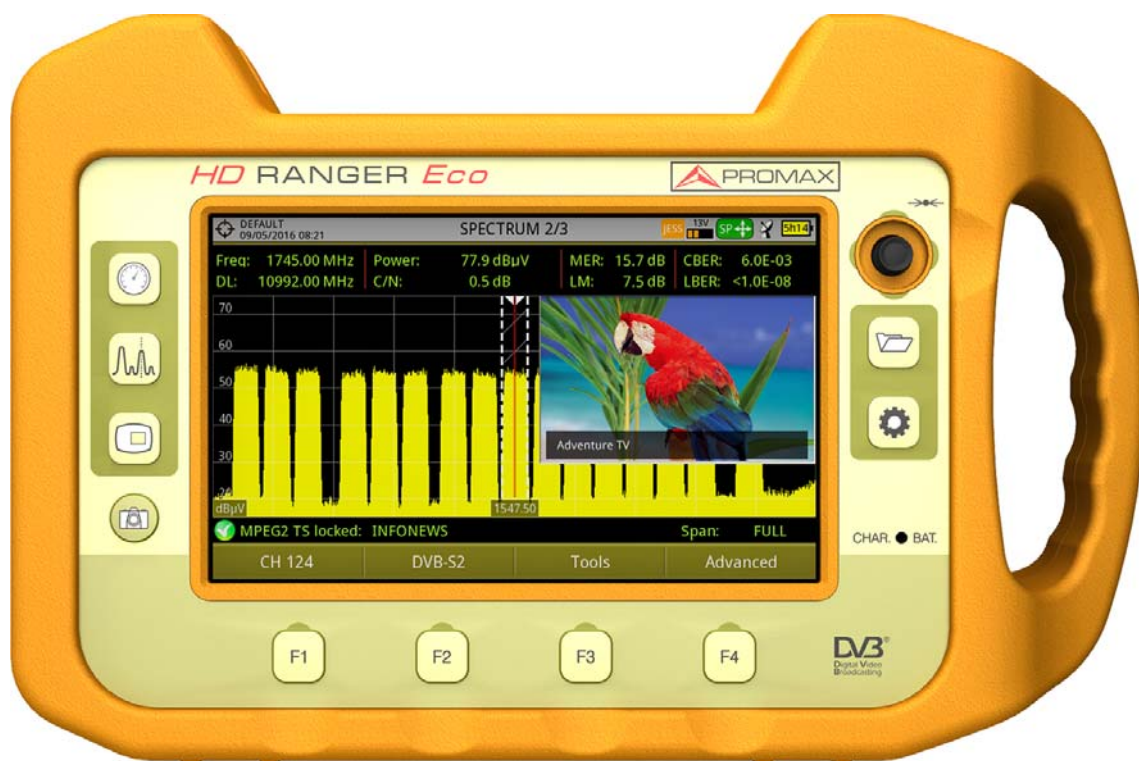 HD RANGER Eco
PROMAX
DEFAULT
09/05/2016 08:21
SPECTRUM 2/3
JESS
13V
SP
5h14
Freq: 1745.00 MHz Power: 77.9 dBµV MER: 15.7 dB CBER: 6.0E-03
DL: 10992.00 MHz C/N: 0.5 dB LM: 7.5 dB LBER: <1.0E-08
70
60
50
40
30
20
dBµV
1547.50
Adventure TV
MPEG2 TS locked: INFONEWS Span: FULL
CH 124 DVB-S2 Tools Advanced
CHAR. BAT.
F1 F2 F3 F4
DVB®
Digital Video
Broadcasting